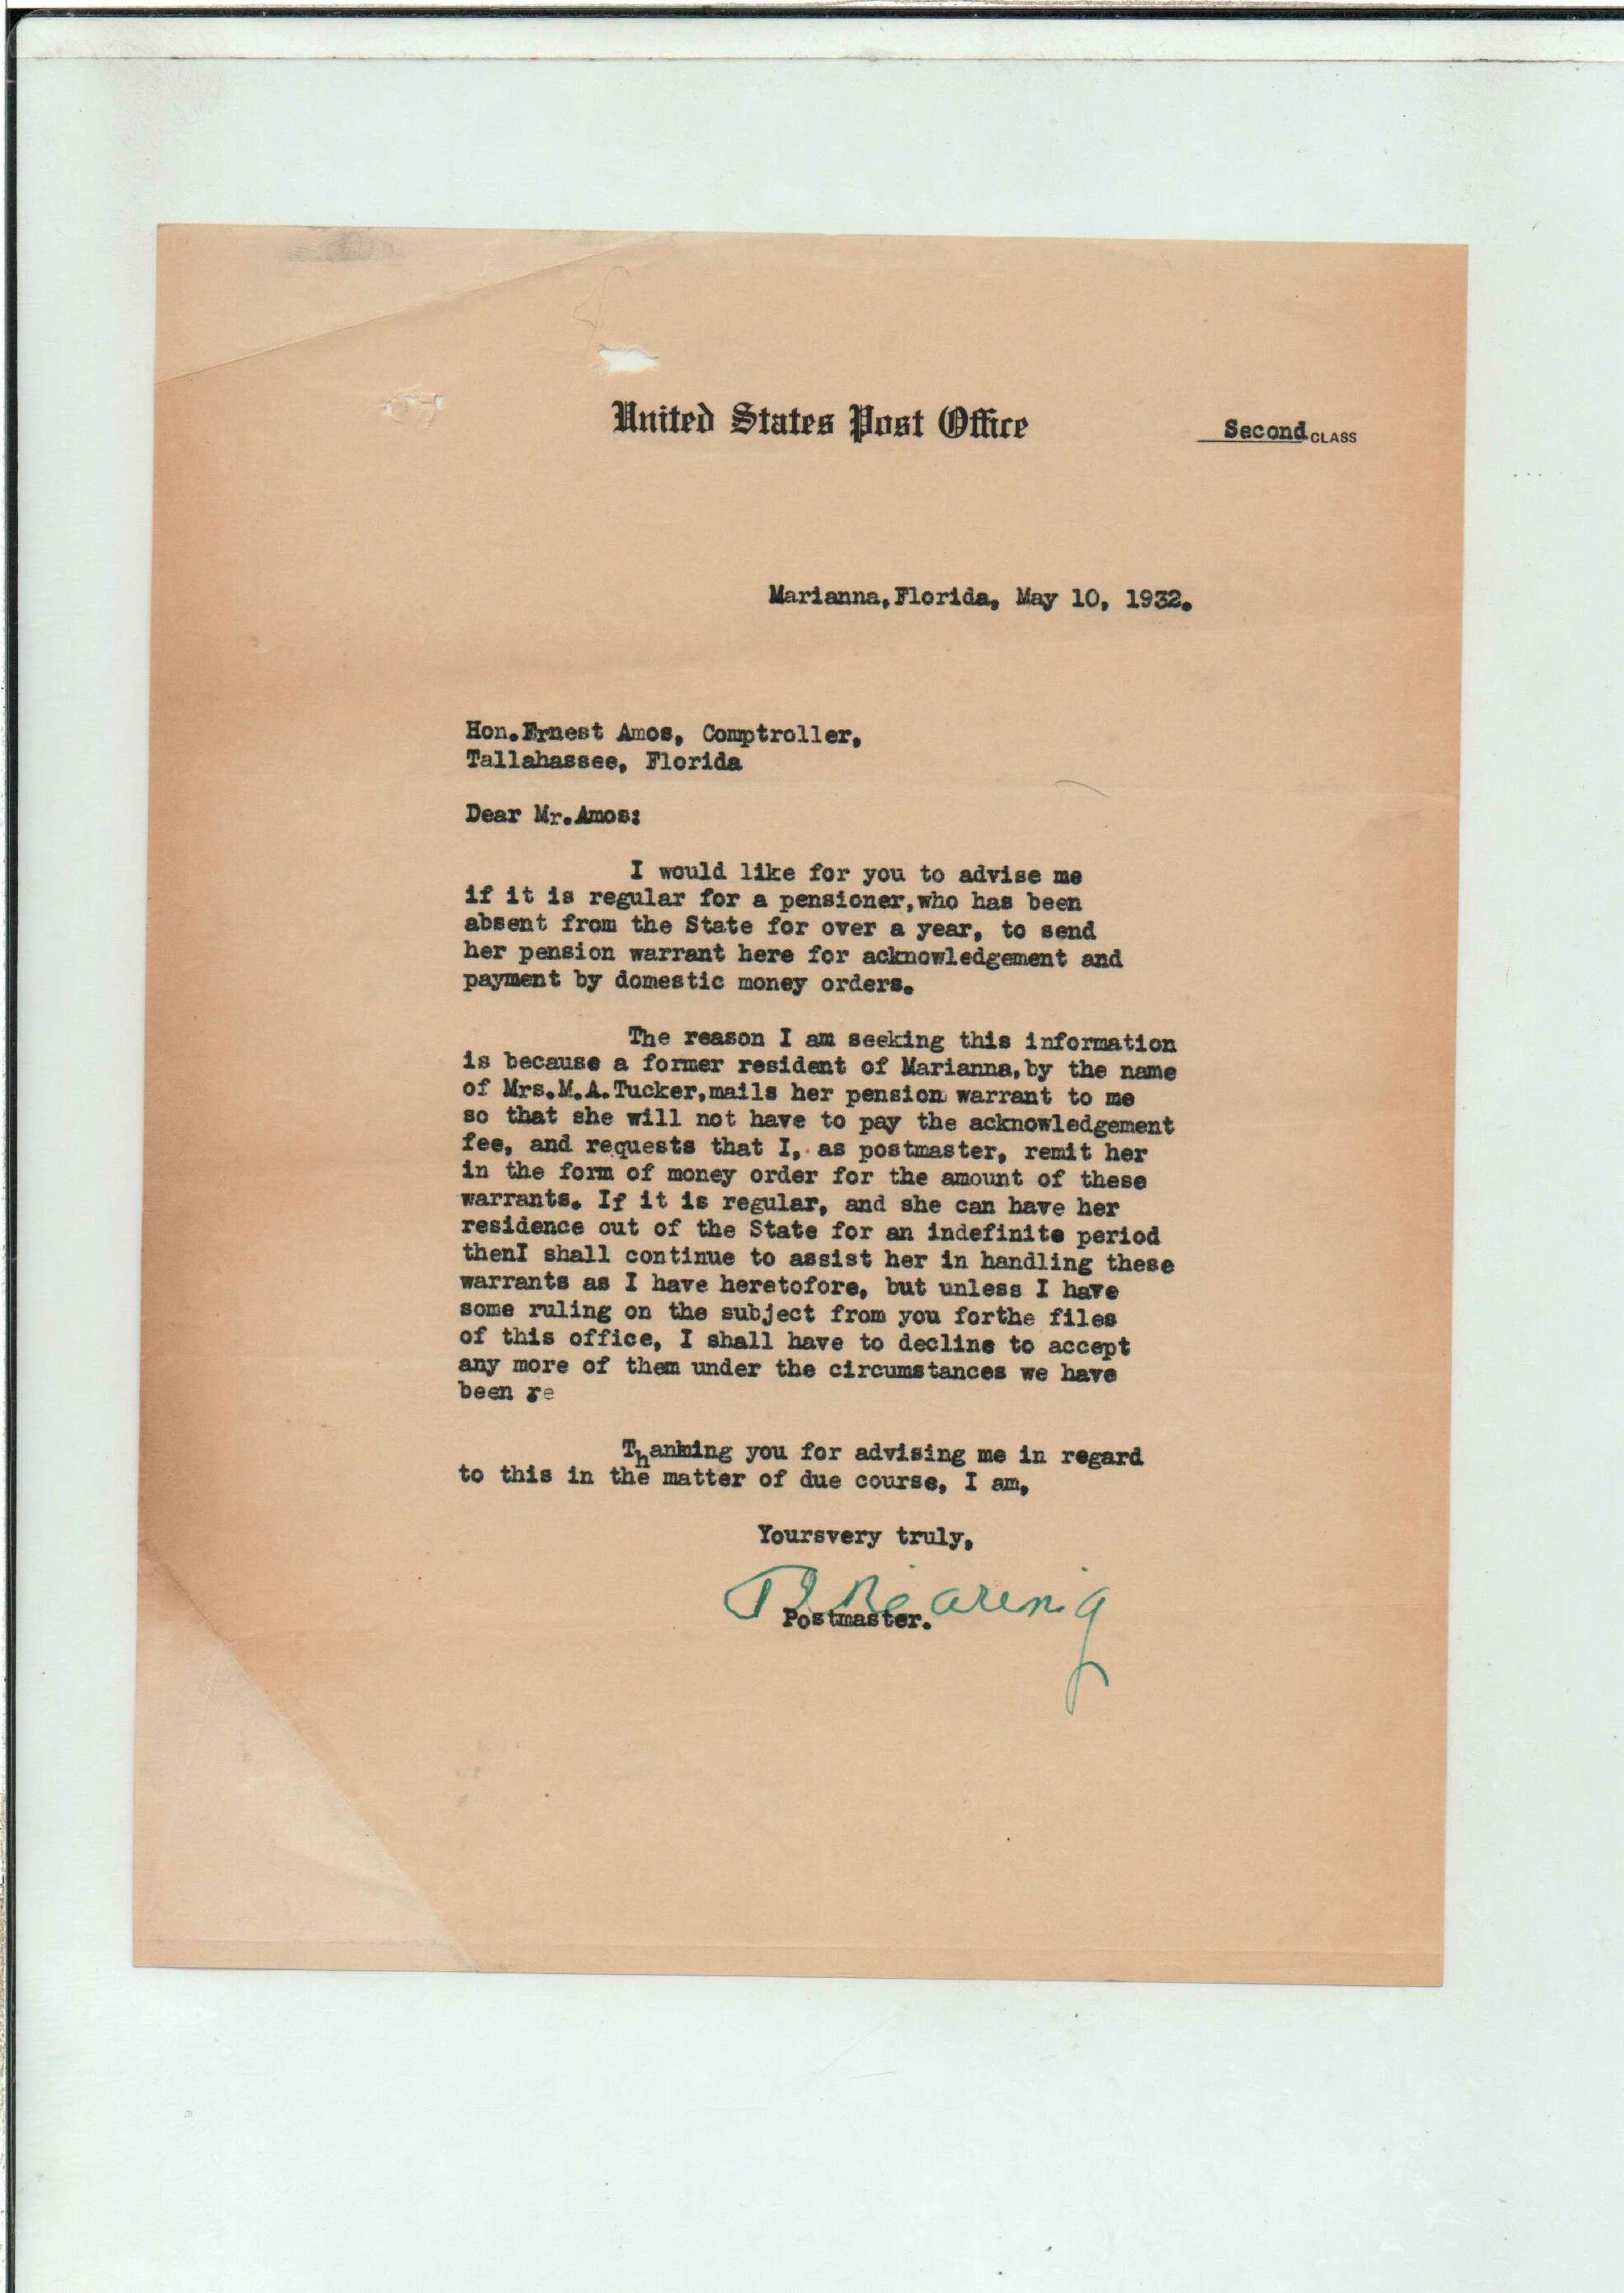 United States Post Office
Second CLASS
Marianna,Florida, May 10, 1932.
Hon.Ernest Amos, Comptroller,
Tallahassee, Florida
Dear Mr.Amos:
I would like for you to advise me
if it is regular for a pensioner,who has been
absent from the State for over a year, to send
her pension warrant here for acknowledgement and
payment by domestic money orders.
The reason I am seeking this information
is because a former resident of Marianna,by the name
of Mrs.M.A.Tucker,mails her pension warrant to me
so that she will not have to pay the acknowledgement
fee, and requests that I, as postmaster, remit her
in the form of money order for the amount of these
warrants. If it is regular, and she can have her
residence out of the State for an indefinite period
thenI shall continue to assist her in handling these
warrants as I have heretofore, but unless I have
some ruling on the subject from you forthe files
of this office, I shall have to decline to accept
any more of them under the circumstances we have
been re
Thanking you for advising me in regard
to this in the matter of due course, I am,
Yoursvery truly,
Postmaster.